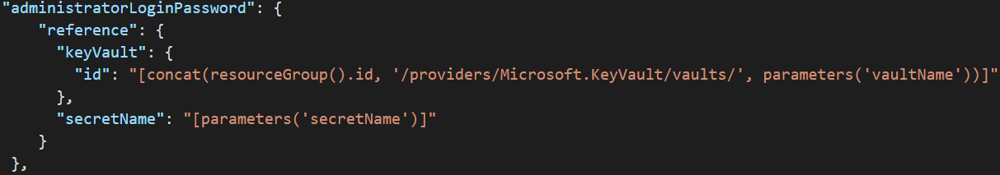 "administratorLoginPassword": {
"reference": {
"keyVault": {
"id": "[concat(resourceGroup().id, '/providers/Microsoft.KeyVault/vaults/', parameters('vaultName'))]"
},
"secretName": "[parameters('secretName')]"
}
},